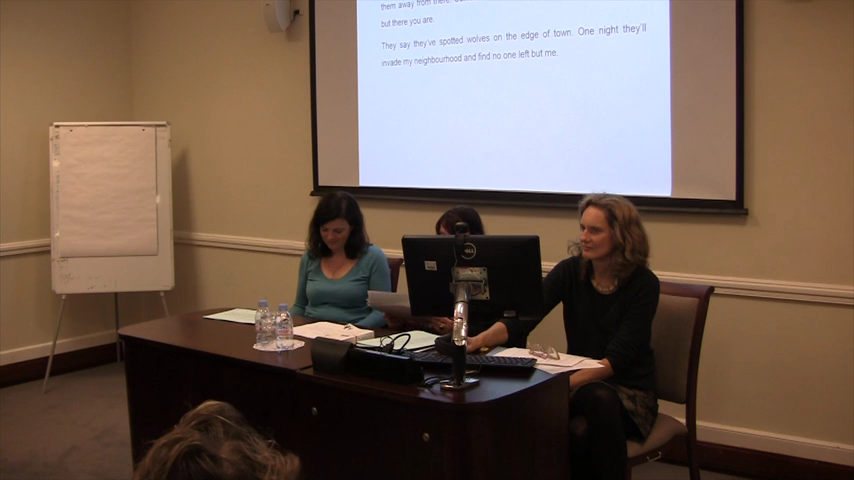 them away from there.
but there you are.
They say they've spotted wolves on the edge of town. One night they'll
invade my neighbourhood and find no one left but me.
DELL